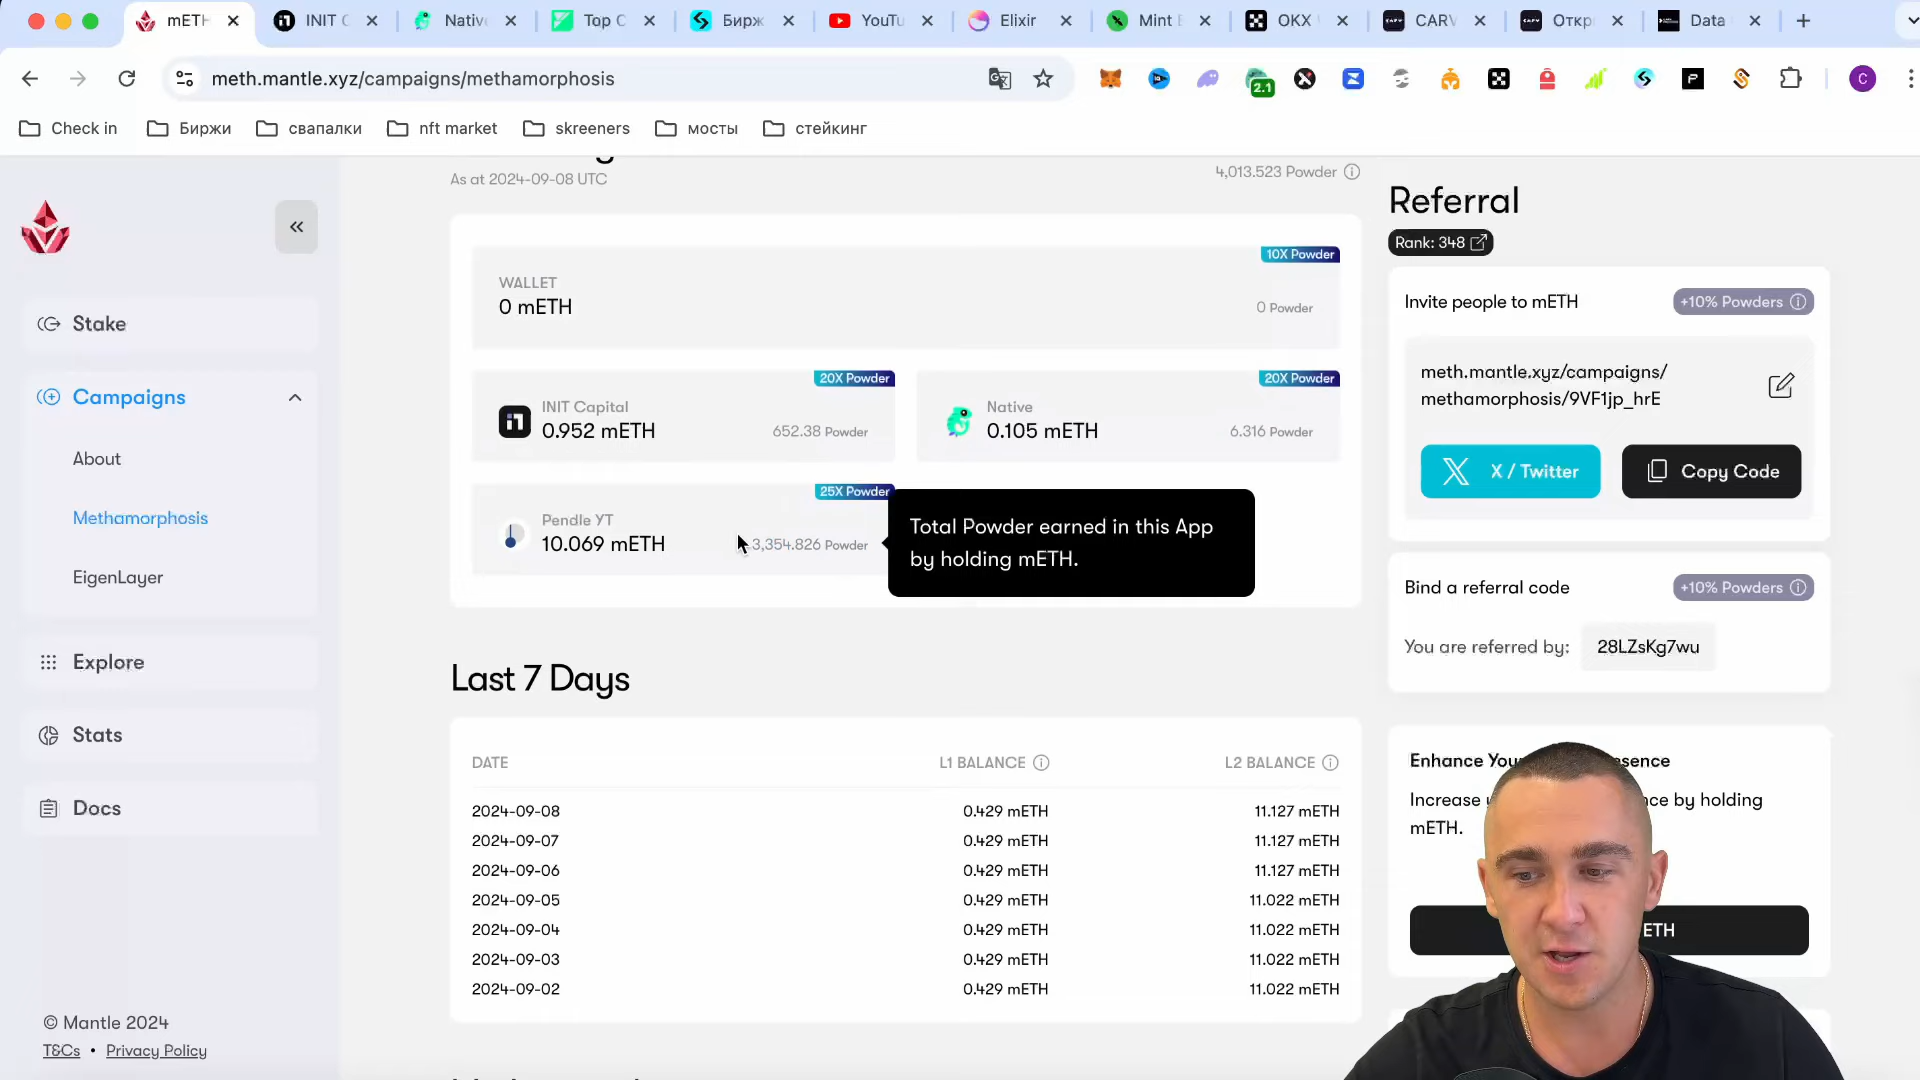 mETH
INIT C
Nativ
Top C
Бирж
YouTu
Elixir
Mint
OKX
CARV
Откр
Data
meth.mantle.xyz/campaigns/methamorphosis
2.1
C
Check in
Биржи
свапалки
nft market
skreeners
мосты
стейкинг
As at 2024-09-08 UTC
4,013.523 Powder
Stake
Campaigns
About
Methamorphosis
EigenLayer
Explore
Stats
Docs
© Mantle 2024
T&Cs • Privacy Policy
10X Powder
WALLET
0 mETH
0 Powder
20X Powder
INIT Capital
0.952 mETH
652.38 Powder
20X Powder
Native
0.105 mETH
6.316 Powder
25X Powder
Pendle YT
10.069 mETH
3,354.826 Powder
Total Powder earned in this App
by holding mETH.
Last 7 Days
DATE L1 BALANCE L2 BALANCE
2024-09-08 0.429 mETH 11.127 mETH
2024-09-07 0.429 mETH 11.127 mETH
2024-09-06 0.429 mETH 11.127 mETH
2024-09-05 0.429 mETH 11.022 mETH
2024-09-04 0.429 mETH 11.022 mETH
2024-09-03 0.429 mETH 11.022 mETH
2024-09-02 0.429 mETH 11.022 mETH
Referral
Rank: 348
Invite people to mETH
+10% Powders
meth.mantle.xyz/campaigns/
methamorphosis/9VF1jp_hrE
X / Twitter
Copy Code
Bind a referral code
+10% Powders
You are referred by: 28LZsKg7wu
Enhance You esence
Increase nce by holding
mETH.
ETH